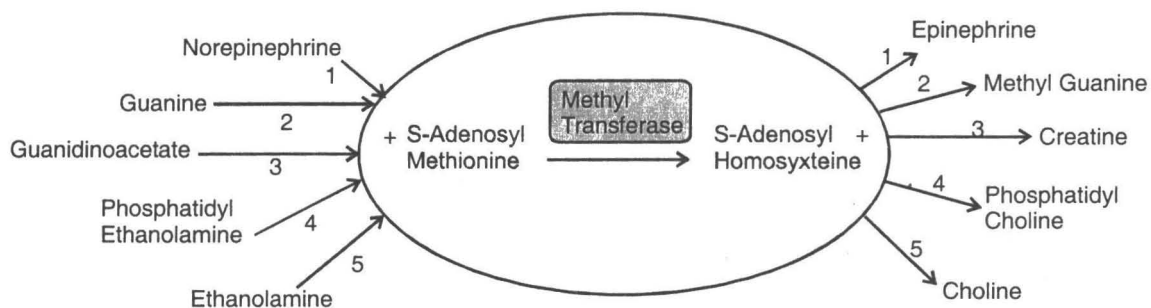 Norepinephrine
1
Guanine
2
Guanidinoacetate
3
Phosphatidyl
Ethanolamine
4
Ethanolamine
5
+ S-Adenosyl
Methionine
Methyl
Transferase
S-Adenosyl +
Homosyxteine
Epinephrine
1
Methyl Guanine
2
Creatine
3
Phosphatidyl
Choline
4
Choline
5